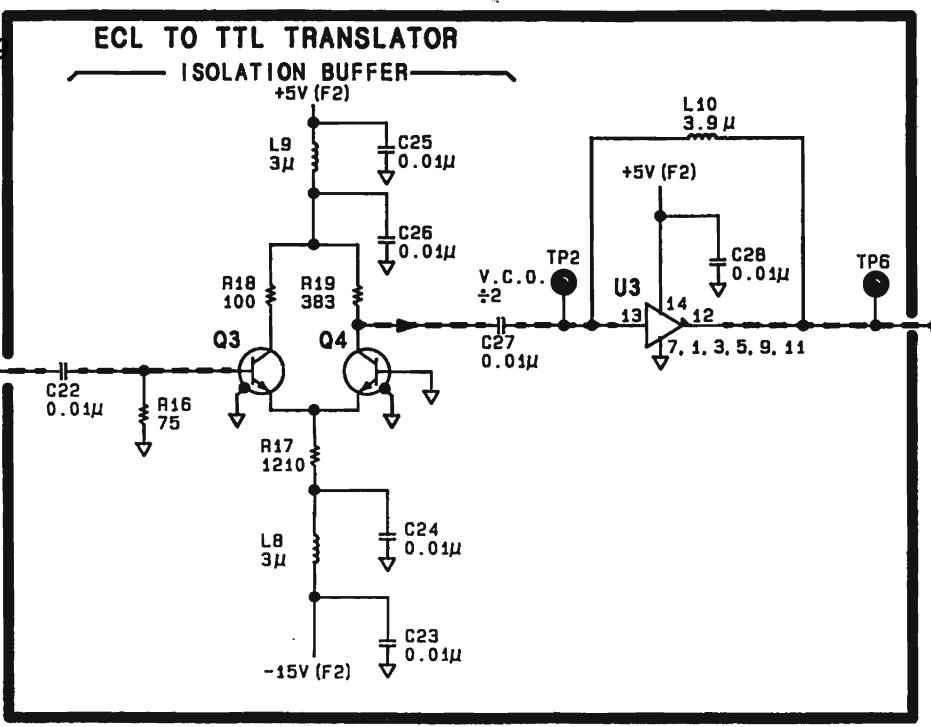 ECL TO TTL TRANSLATOR
ISOLATION BUFFER
+5V(F2)
L9
3μ
C25
0.01μ
C26
0.01μ
R18
100
R19
383
Q3
Q4
C22
0.01μ
R16
75
R17
1210
L8
3μ
C24
0.01μ
C23
0.01μ
-15V(F2)
V.C.O.
÷2
C27
0.01μ
TP2
L10
3.9μ
+5V(F2)
C28
0.01μ
U3
13
14
12
7, 1, 3, 5, 9, 11
TP6